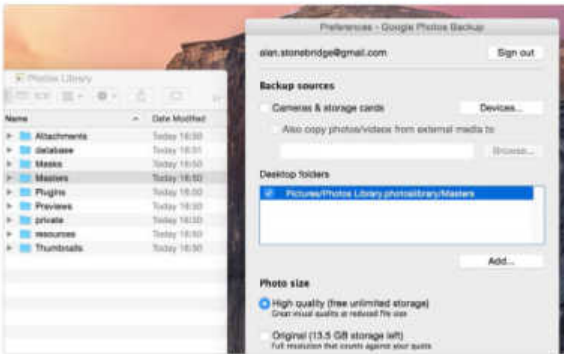 Preferences - Google Photos Backup
alan.stonebridge@gmail.com
Sign out
Backup sources
Cameras & storage cards
Devices...
Also copy photos/videos from external media to
Browse...
Desktop folders
Pictures/Photos Library.photoslibrary/Masters
Add...
Photo size
High quality (free unlimited storage)
Great visual quality at reduced file size
Original (13.5 GB storage left)
Full resolution that counts against your quota
Photos Library
Name
Date Modified
Attachments Today 16:50
database Today 16:51
Masks Today 16:50
Masters Today 16:50
Plugins Today 16:50
Previews Today 16:50
private Today 16:50
resources Today 16:50
Thumbnails Today 16:50